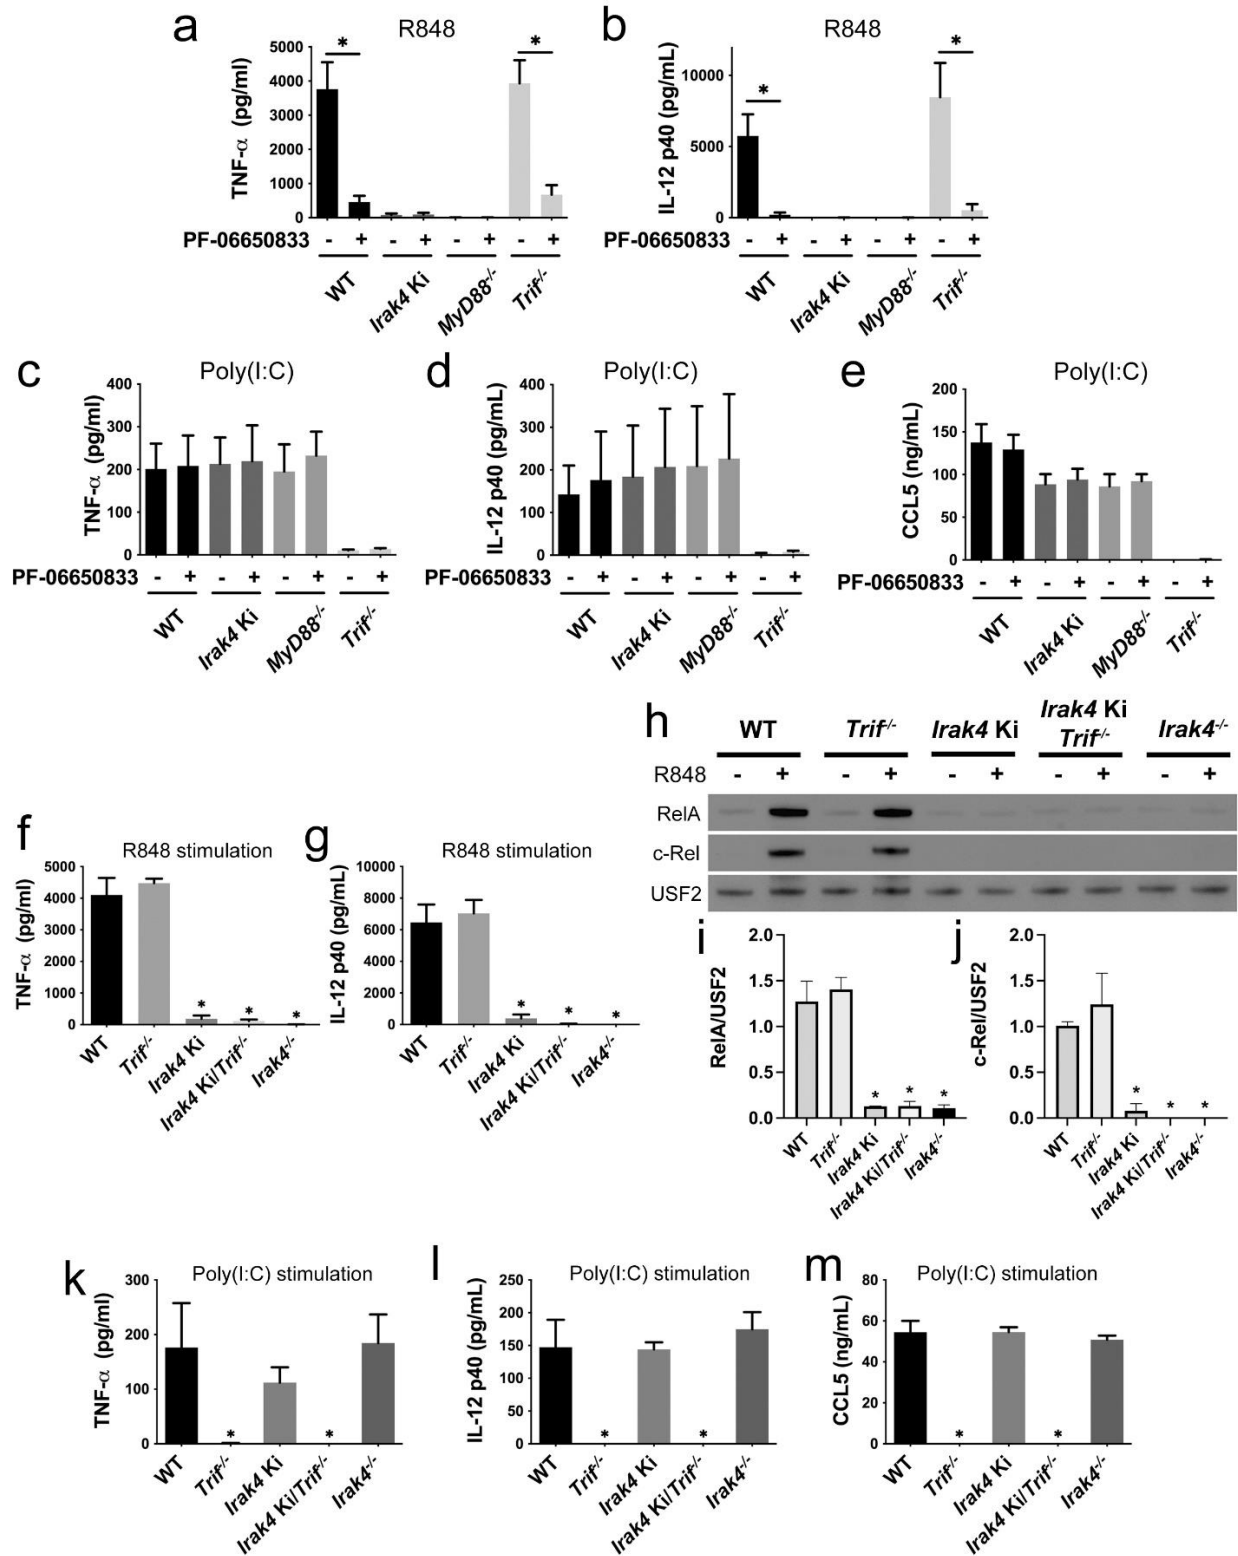 a
R848
TNF-α (pg/ml)
5000
4000
3000
2000
1000
0
*
*
PF-06650833
- + - + - + - +
WT
Irak4 Ki
MyD88-/-
Trif-/-
b
R848
IL-12 p40 (pg/mL)
10000
5000
0
*
*
- + - + - + - +
WT
Irak4 Ki
MyD88-/-
Trif-/-
c
Poly(I:C)
TNF-α (pg/ml)
400
300
200
100
0
PF-06650833
- + - + - + - +
WT
Irak4 Ki
MyD88-/-
Trif-/-
d
Poly(I:C)
IL-12 p40 (pg/mL)
400
300
200
100
0
PF-06650833
- + - + - + - +
WT
Irak4 Ki
MyD88-/-
Trif-/-
e
Poly(I:C)
CCL5 (ng/mL)
200
150
100
50
0
PF-06650833
- + - + - + - +
WT
Irak4 Ki
MyD88-/-
Trif-/-
f
R848 stimulation
TNF-α (pg/ml)
5000
4000
3000
2000
1000
0
* * *
WT
Trif-/-
Irak4 Ki
Irak4 Ki/Trif-/-
Irak4-/-
g
R848 stimulation
IL-12 p40 (pg/mL)
10000
8000
6000
4000
2000
0
* * *
WT
Trif-/-
Irak4 Ki
Irak4 Ki/Trif-/-
Irak4-/-
h
WT
Trif-/-
Irak4 Ki
Irak4 Ki
Trif-/-
Irak4-/-
R848 - + - + - + - + - +
RelA
c-Rel
USF2
i
RelA/USF2
2.0
1.5
1.0
0.5
0.0
* * *
WT
Trif-/-
Irak4 Ki
Irak4 Ki/Trif-/-
Irak4-/-
j
c-Rel/USF2
2.0
1.5
1.0
0.5
0.0
* * *
WT
Trif-/-
Irak4 Ki
Irak4 Ki/Trif-/-
Irak4-/-
k
Poly(I:C) stimulation
TNF-α (pg/ml)
300
200
100
0
* *
WT
Trif-/-
Irak4 Ki
Irak4 Ki/Trif-/-
Irak4-/-
l
Poly(I:C) stimulation
IL-12 p40 (pg/mL)
250
200
150
100
50
0
* *
WT
Trif-/-
Irak4 Ki
Irak4 Ki/Trif-/-
Irak4-/-
m
Poly(I:C) stimulation
CCL5 (ng/mL)
80
60
40
20
0
* *
WT
Trif-/-
Irak4 Ki
Irak4 Ki/Trif-/-
Irak4-/-